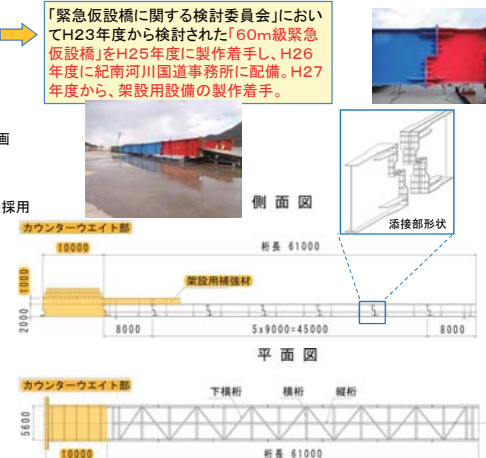 「緊急仮設橋に関する検討委員会」におい
てH23年度から検討された「60m級緊急
仮設橋」をH25年度に製作着手し、H26
年度に紀南河川国道事務所に配備。H27
年度から、架設用設備の製作着手。
画
採用
添接部形状
側面図
カウンターウエイト部
10000
桁長 61000
1000
架設用補強材
2000
8000
5x9000=45000
8000
平面図
カウンターウエイト部
下横桁
横桁
縦桁
5600
10000
桁長 61000